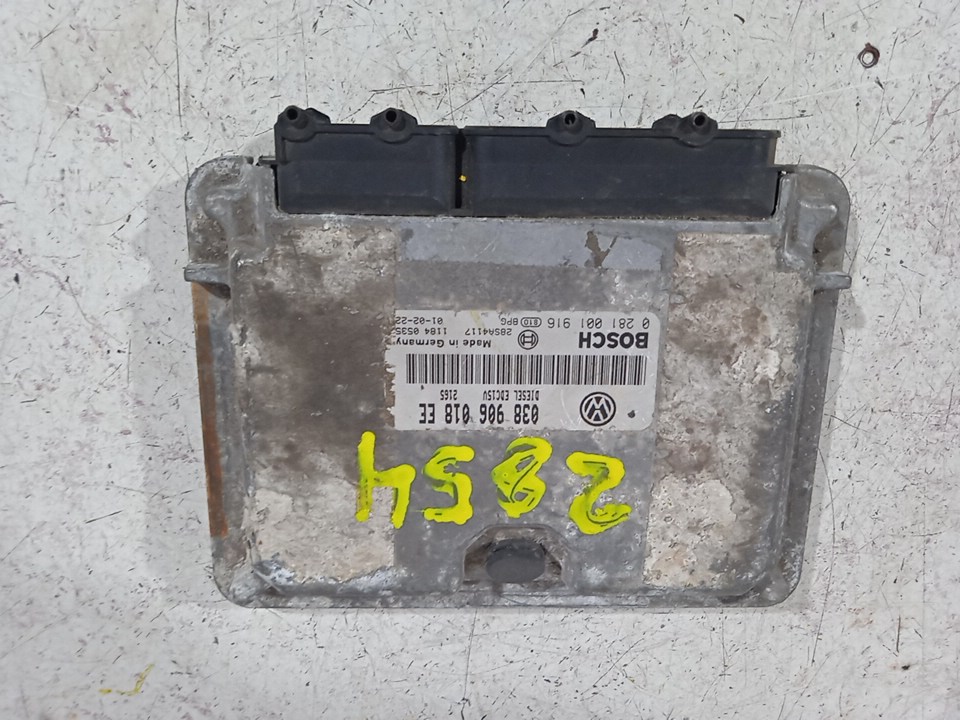 038 906 018 EE
DIESEL EDC15V 2165
BOSCH
Made in Germany
0 281 001 916
28SA4117 1184 0535
BPG 01-02-22
2854